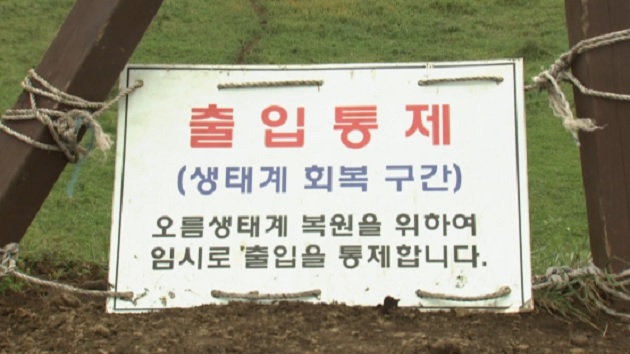 출입통제
(생태계 회복 구간)
오름생태계 복원을 위하여
임시로 출입을 통제합니다.